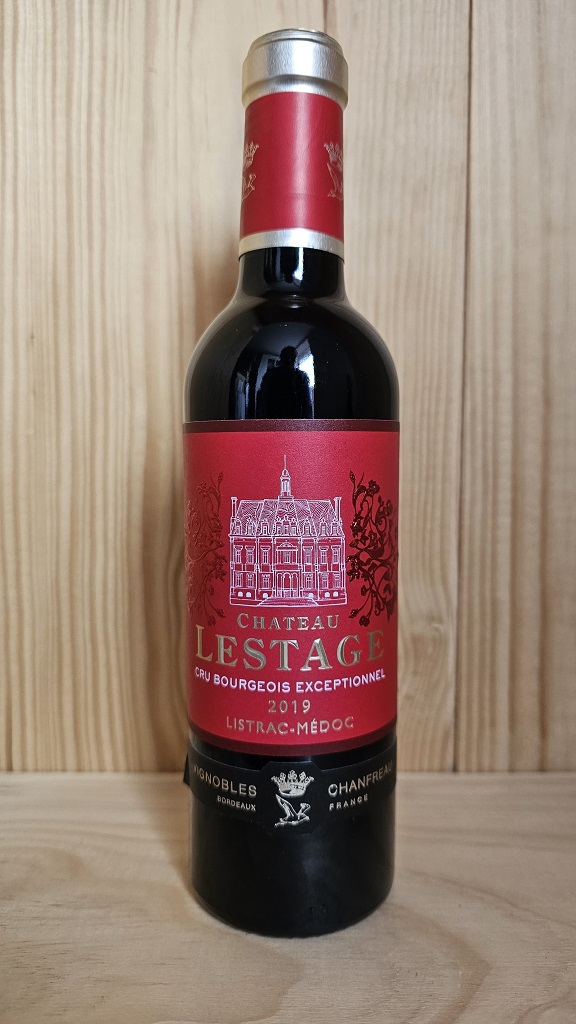 CHATEAU
LESTAGE
CRU BOURGEOIS EXCEPTIONNEL
2019
LISTRAC-MÉDOC
VIGNOBLES CHANFREAU
BORDEAUX FRANCE